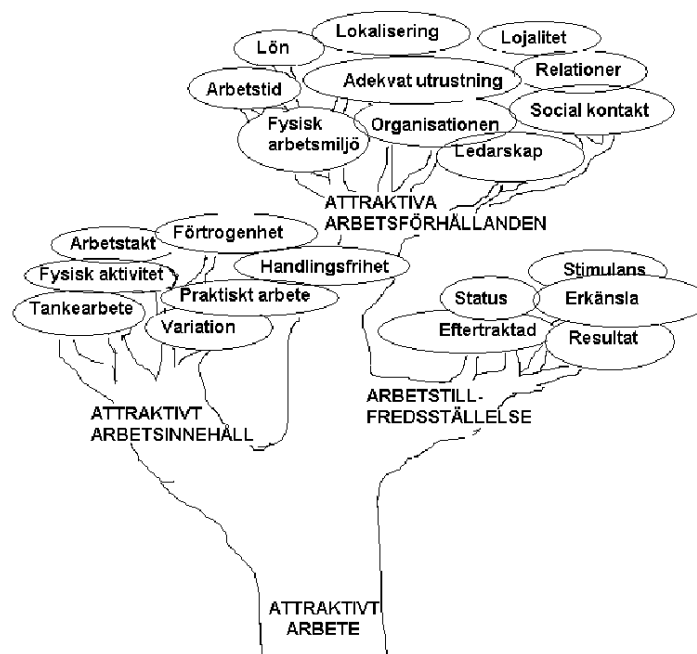 Lokalisering
Lojalitet
Lön
Relationer
Adekvat utrustning
Arbetstid
Social kontakt
Fysisk
arbetsmiljö
Organisationen
Ledarskap
ATTRAKTIVA
ARBETSFÖRHÅLLANDEN
Förtrogenhet
Arbetstakt
Handlingsfrihet
Fysisk aktivitet
Praktiskt arbete
Tankearbete
Variation
Stimulans
Status
Erkänsla
Eftertraktad
Resultat
ATTRAKTIVT
ARBETSINNEHÅLL
ARBETSTILL-
FREDSSTÄLLELSE
ATTRAKTIVT
ARBETE